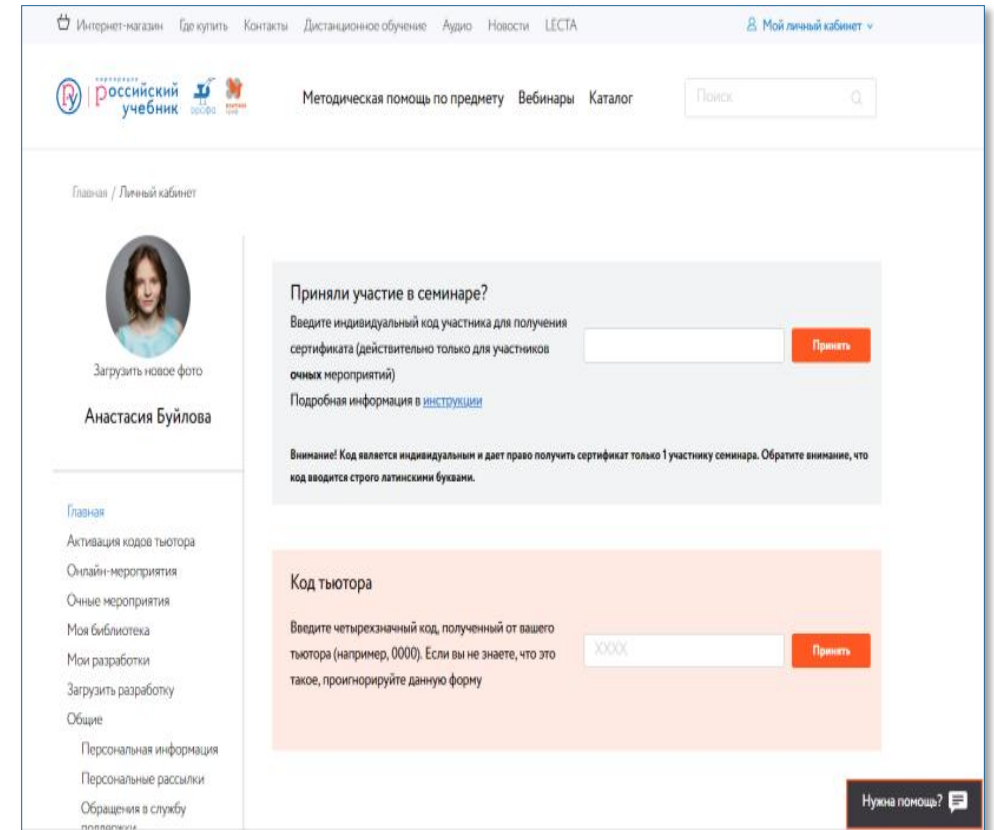 Интернет-магазин Где купить Контакты Дистанционное обучение Аудио Новости LECTA Мой личный кабинет
корпорация
российский
учебник
Методическая помощь по предмету Вебинары Каталог Поиск
Главная / Личный кабинет
Загрузить новое фото
Анастасия Буйлова
Главная
Активация кодов тьютора
Онлайн-мероприятия
Очные мероприятия
Моя библиотека
Мои разработки
Загрузить разработку
Общие
Персональная информация
Персональные рассылки
Обращения в службу
поддержки
Приняли участие в семинаре?
Введите индивидуальный код участника для получения
сертификата (действительно только для участников
очных мероприятий)
Подробная информация в инструкции
Принять
Внимание! Код является индивидуальным и дает право получить сертификат только 1 участнику семинара. Обратите внимание, что
код вводится строго латинскими буквами.
Код тьютора
Введите четырехзначный код, полученный от вашего
тьютора (например, 0000). Если вы не знаете, что это
такое, проигнорируйте данную форму
XXXX
Принять
Нужна помощь?